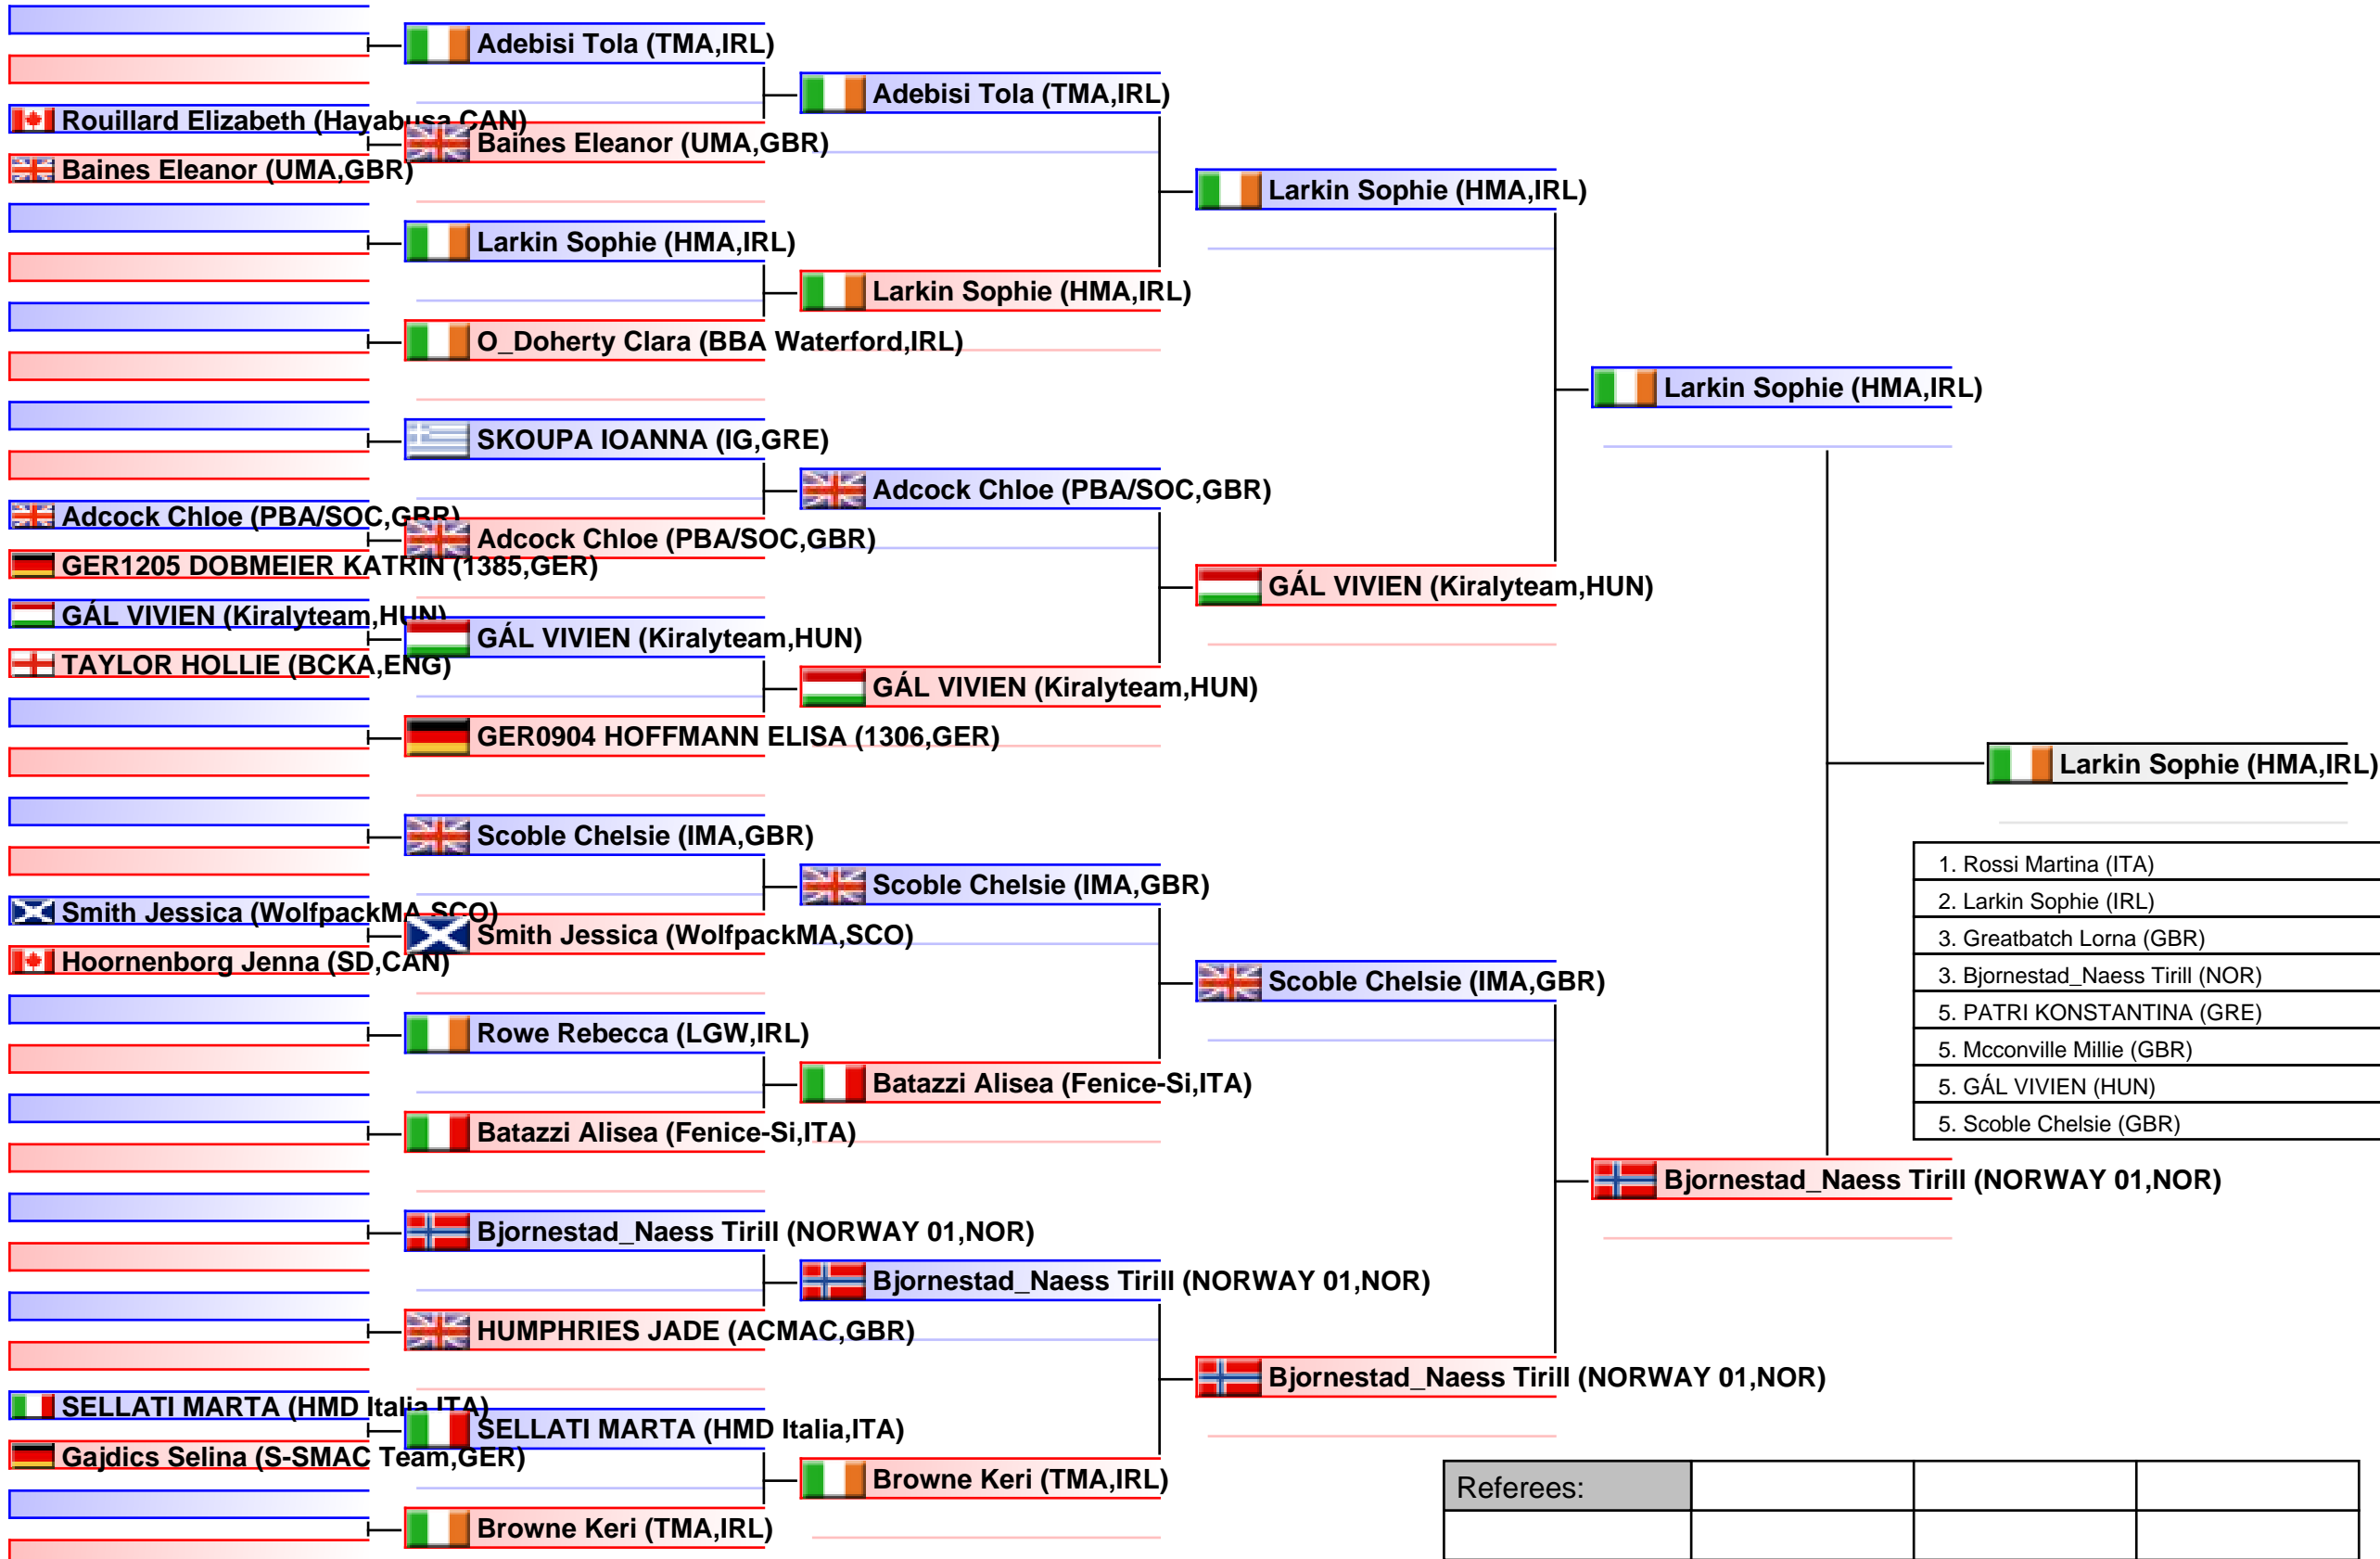 Rouillard Elizabeth (Hayabusa,CAN)
Baines Eleanor (UMA,GBR)
Adcock Chloe (PBA/SOC,GBR)
GER1205 DOBMEIER KATRIN (1385,GER)
GÁL VIVIEN (Kiralyteam,HUN)
TAYLOR HOLLIE (BCKA,ENG)
Smith Jessica (WolfpackMA,SCO)
Hoornenborg Jenna (SD,CAN)
SELLATI MARTA (HMD Italia,ITA)
Gajdics Selina (S-SMAC Team,GER)
Adebisi Tola (TMA,IRL)
Baines Eleanor (UMA,GBR)
Larkin Sophie (HMA,IRL)
O_Doherty Clara (BBA Waterford,IRL)
SKOUPA IOANNA (IG,GRE)
Adcock Chloe (PBA/SOC,GBR)
GÁL VIVIEN (Kiralyteam,HUN)
GER0904 HOFFMANN ELISA (1306,GER)
Scoble Chelsie (IMA,GBR)
Smith Jessica (WolfpackMA,SCO)
Rowe Rebecca (LGW,IRL)
Batazzi Alisea (Fenice-Si,ITA)
Bjornestad_Naess Tirill (NORWAY 01,NOR)
HUMPHRIES JADE (ACMAC,GBR)
SELLATI MARTA (HMD Italia,ITA)
Browne Keri (TMA,IRL)
Adebisi Tola (TMA,IRL)
Larkin Sophie (HMA,IRL)
Adcock Chloe (PBA/SOC,GBR)
GÁL VIVIEN (Kiralyteam,HUN)
Scoble Chelsie (IMA,GBR)
Batazzi Alisea (Fenice-Si,ITA)
Bjornestad_Naess Tirill (NORWAY 01,NOR)
Browne Keri (TMA,IRL)
Larkin Sophie (HMA,IRL)
GÁL VIVIEN (Kiralyteam,HUN)
Scoble Chelsie (IMA,GBR)
Bjornestad_Naess Tirill (NORWAY 01,NOR)
Larkin Sophie (HMA,IRL)
Bjornestad_Naess Tirill (NORWAY 01,NOR)
Larkin Sophie (HMA,IRL)
1. Rossi Martina (ITA)
2. Larkin Sophie (IRL)
3. Greatbatch Lorna (GBR)
3. Bjornestad_Naess Tirill (NOR)
5. PATRI KONSTANTINA (GRE)
5. Mcconville Millie (GBR)
5. GÁL VIVIEN (HUN)
5. Scoble Chelsie (GBR)
Referees: